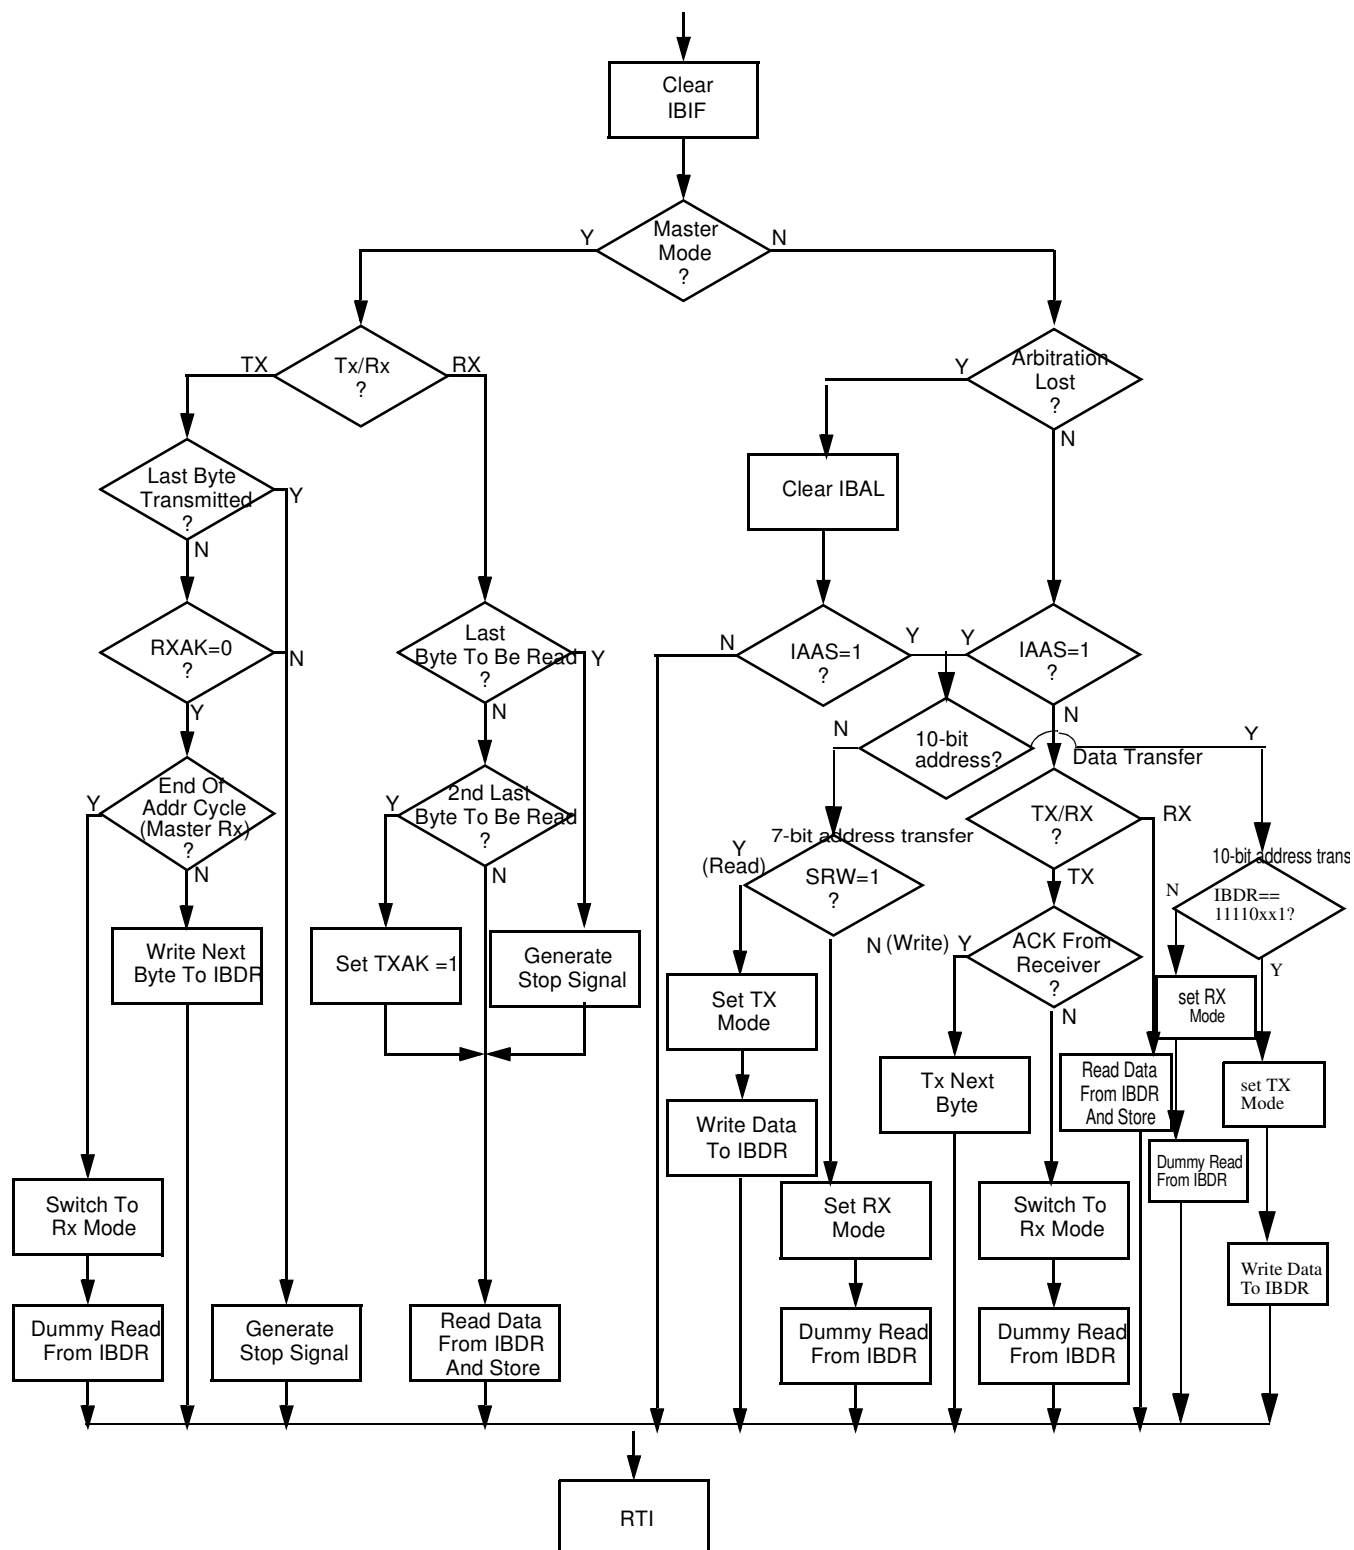 Clear
IBIF
Master
Mode
?
Y
N
Tx/Rx
?
TX
RX
Arbitration
Lost
?
Y
N
Last Byte
Transmitted
?
Y
N
Clear IBAL
RXAK=0
?
N
Y
Last
Byte To Be Read
?
Y
N
IAAS=1
?
N
Y
IAAS=1
?
Y
N
10-bit
address?
N
Y
Data Transfer
End Of
Addr Cycle
(Master Rx)
?
Y
N
2nd Last
Byte To Be Read
?
Y
N
7-bit address transfer
Y
(Read)
SRW=1
?
N (Write)
TX/RX
?
RX
TX
10-bit address trans
IBDR==
11110xx1?
N
Y
Write Next
Byte To IBDR
Set TXAK =1
Generate
Stop Signal
Set TX
Mode
ACK From
Receiver
?
Y
N
set RX
Mode
Tx Next
Byte
Read Data
From IBDR
And Store
set TX
Mode
Write Data
To IBDR
Dummy Read
From IBDR
Switch To
Rx Mode
Set RX
Mode
Switch To
Rx Mode
Write Data
To IBDR
Dummy Read
From IBDR
Generate
Stop Signal
Read Data
From IBDR
And Store
Dummy Read
From IBDR
Dummy Read
From IBDR
RTI